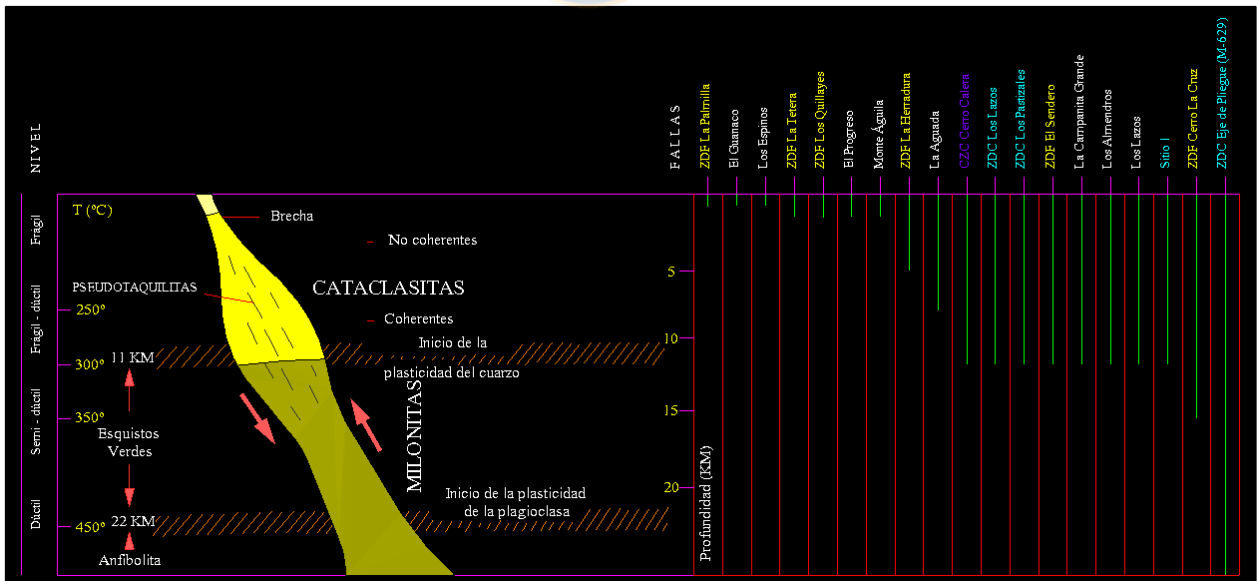 NIVEL
Frágil
Frágil - dúctil
Semi - dúctil
Dúctil
T (ºC)
250°
300°
350°
450°
11 KM
Esquistos
Verdes
22 KM
Anfibolita
Brecha
No coherentes
PSEUDOTAQUILITAS
CATACLASITAS
Coherentes
Inicio de la
plasticidad del cuarzo
MILONITAS
Inicio de la plasticidad
de la plagioclasa
FALLAS
ZDF La Palmilla
El Guanaco
Los Espinos
ZDF La Tetera
ZDF Los Quillayes
El Progreso
Monte Águila
ZDF La Herradura
La Aguada
CZC Cerro Calera
ZDC Los Lazos
ZDC Los Pastizales
ZDF El Sendero
La Campanita Grande
Los Almendros
Los Lazos
Sitio 1
ZDF Cerro La Cruz
ZDC Eje de Pliegue (M-629)
5
10
15
20
Profundidad (KM)